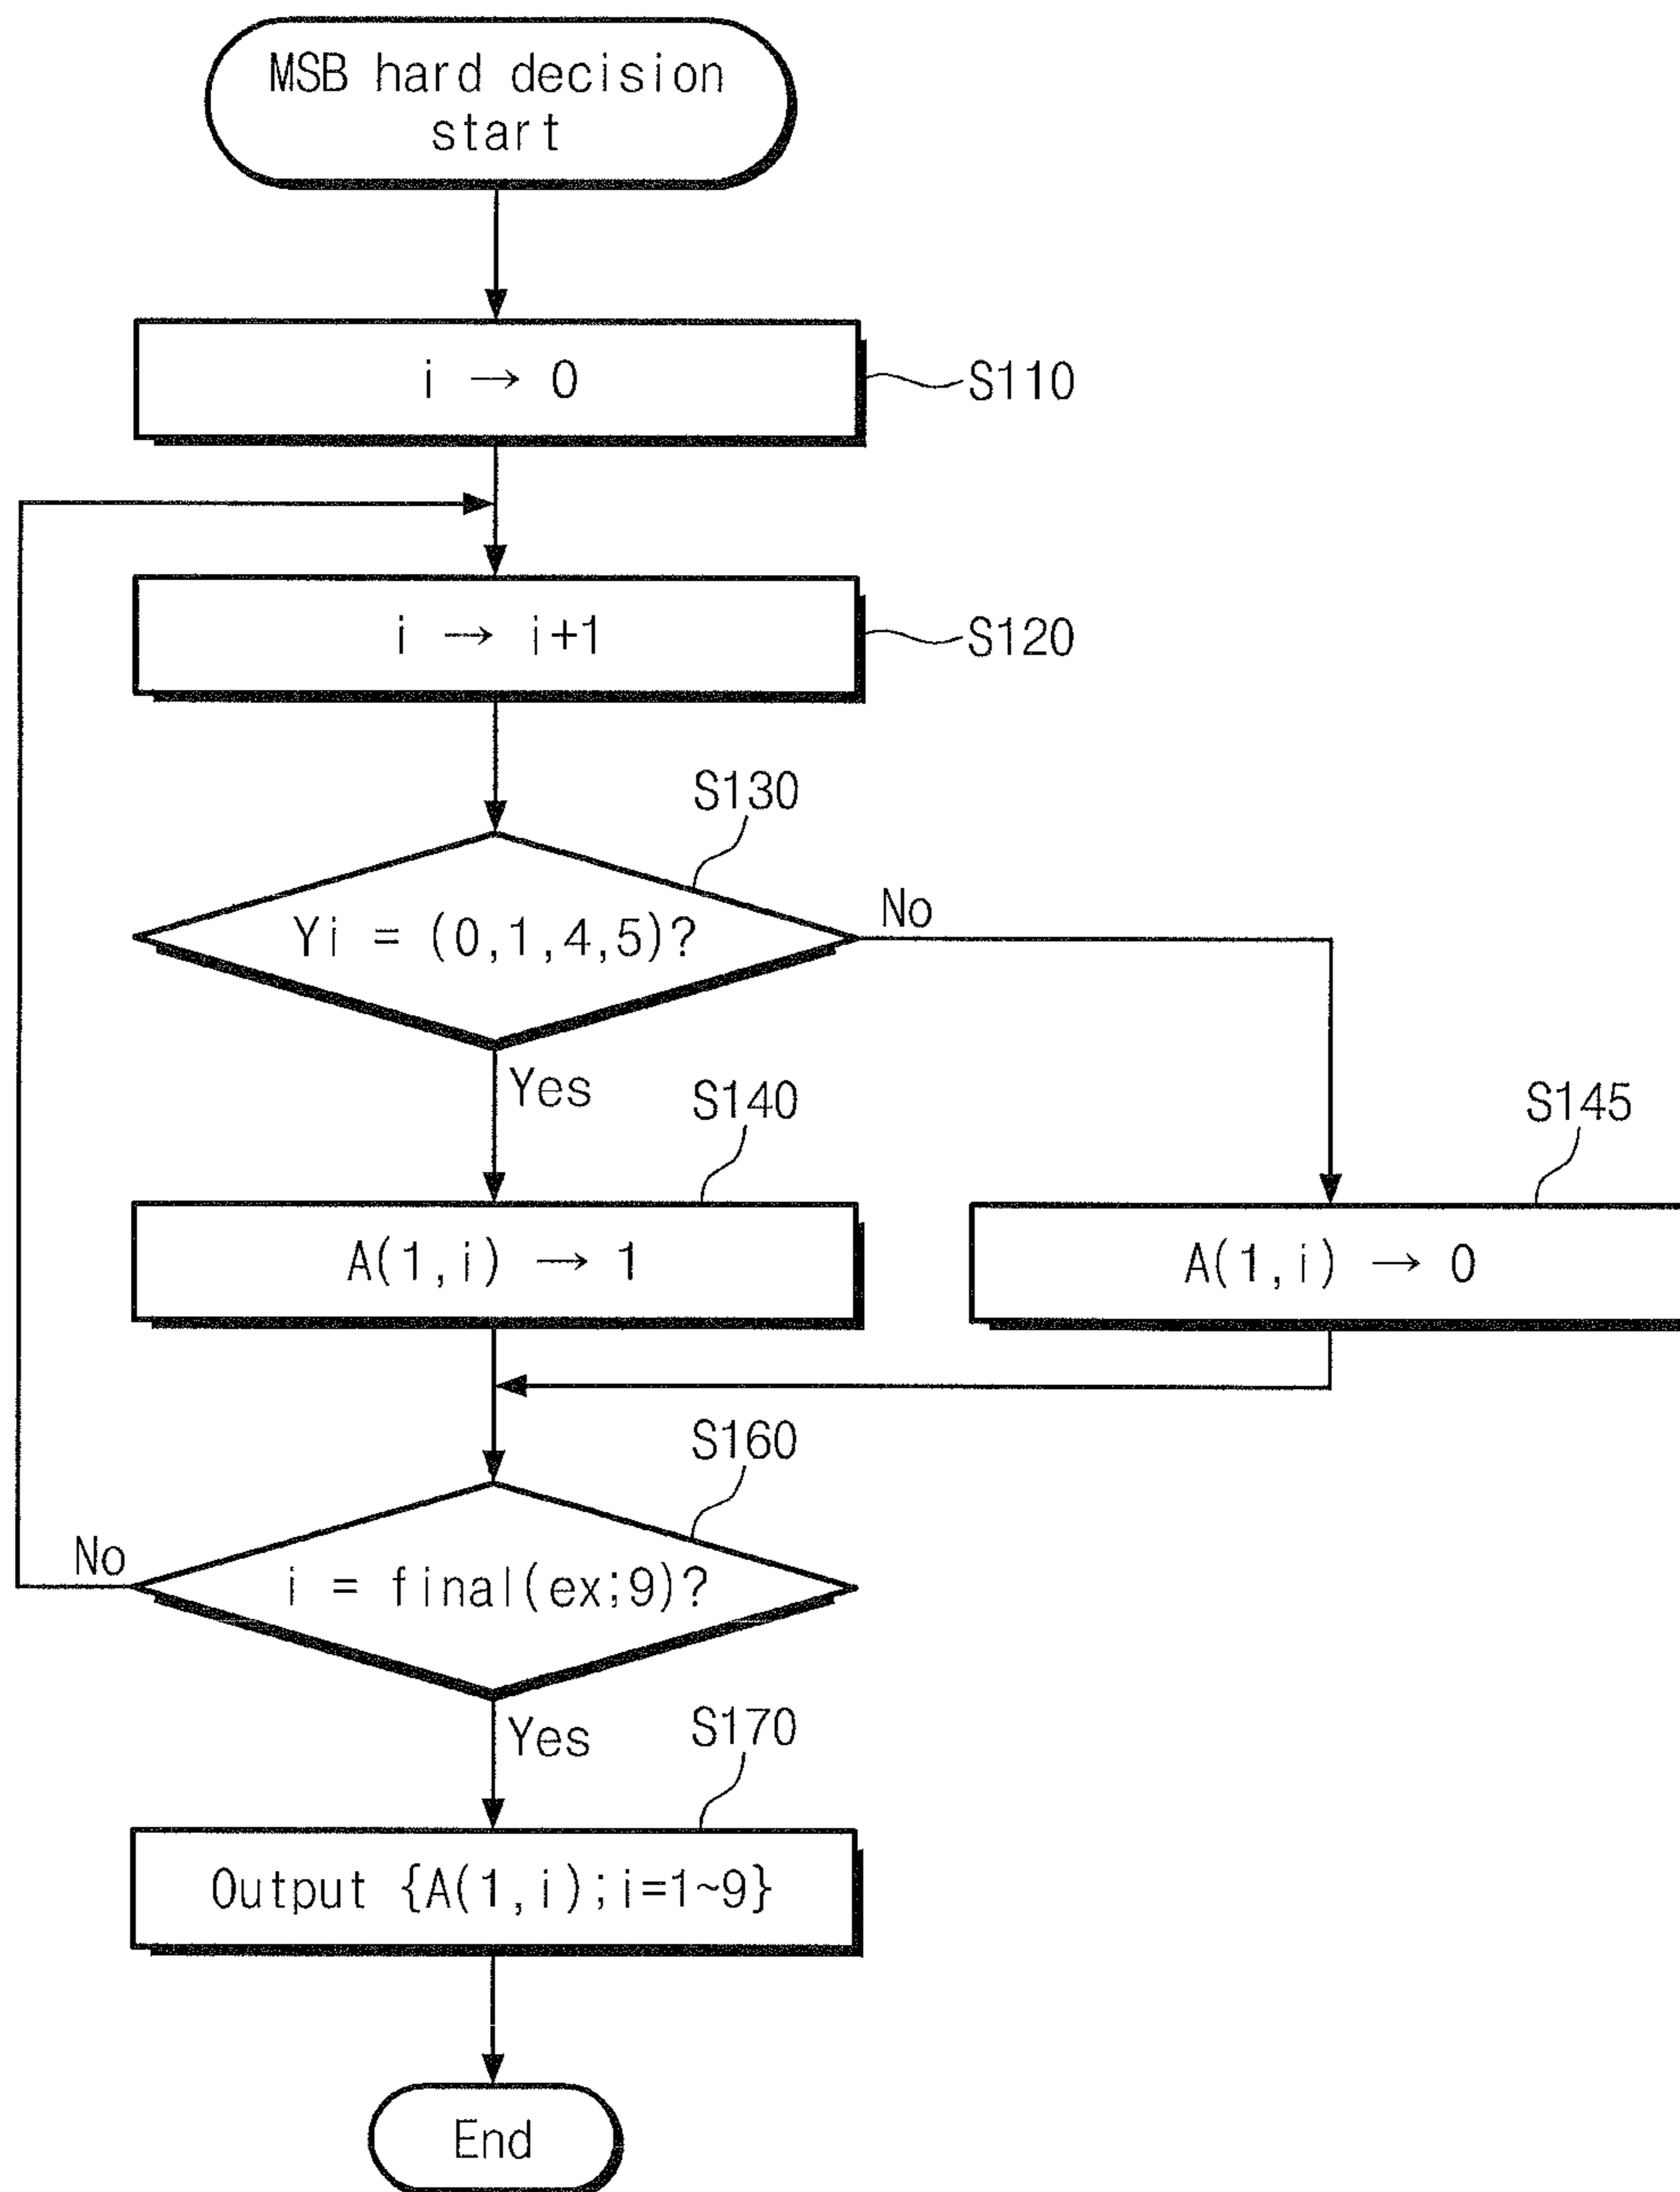 MSB hard decision
start
i → 0
S110
i → i+1
S120
S130
Yi = (0,1,4,5)?
No
Yes
S140
S145
A(1,i) → 1
A(1,i) → 0
S160
No
i = final(ex;9)?
Yes
S170
Output {A(1,i);i=1~9}
End